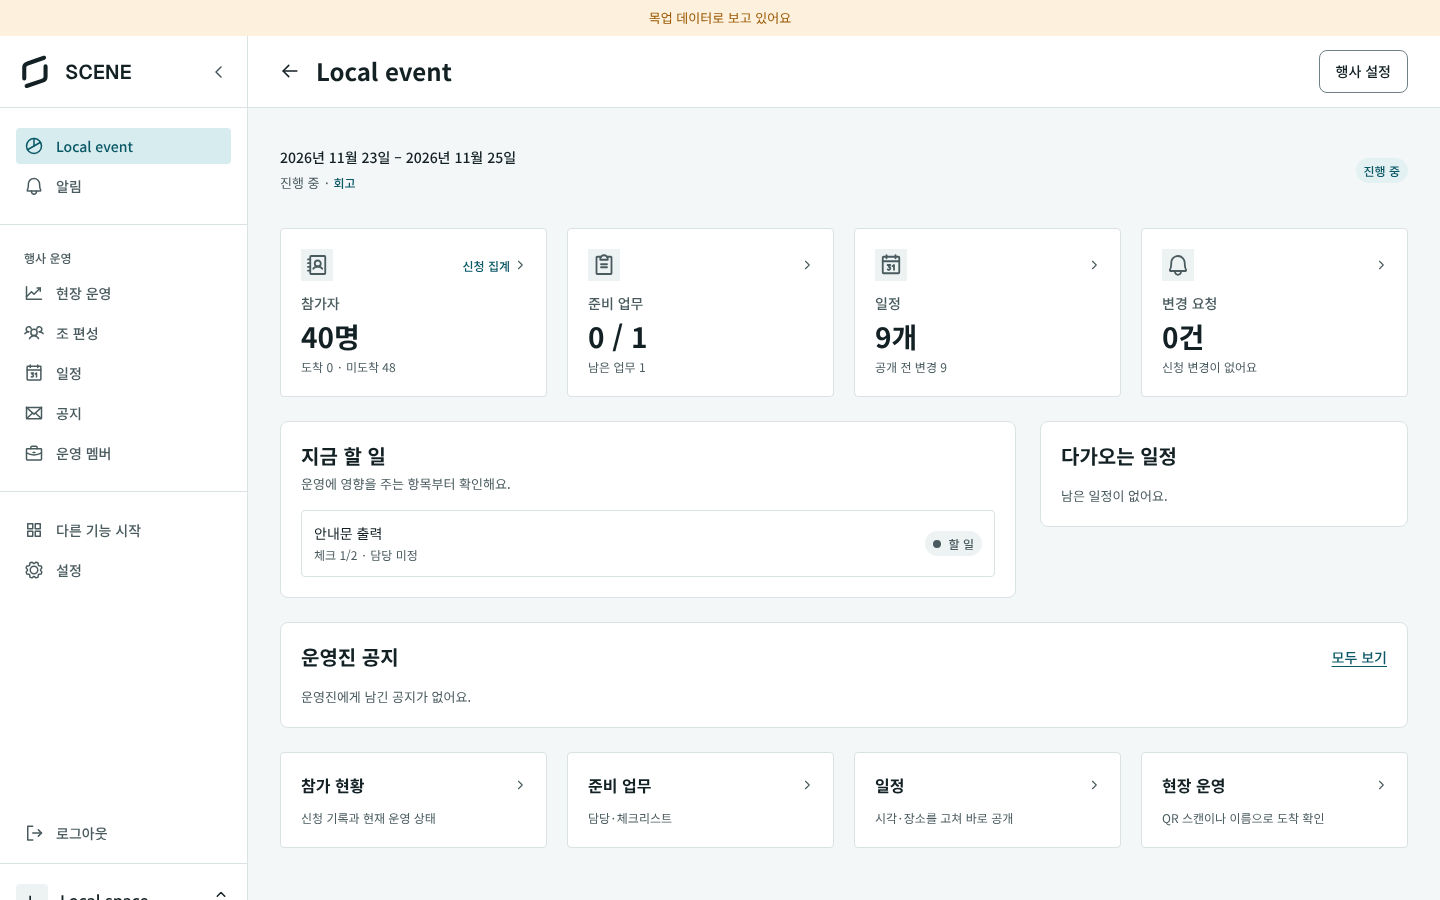 목업 데이터로 보고 있어요
SCENE
Local event
행사 설정
Local event
알림
행사 운영
현장 운영
조 편성
일정
공지
운영 멤버
다른 기능 시작
설정
로그아웃
Local space
2026년 11월 23일 – 2026년 11월 25일
진행 중 · 회고
진행 중
신청 집계
참가자
40명
도착 0 · 미도착 48
준비 업무
0 / 1
남은 업무 1
일정
9개
공개 전 변경 9
변경 요청
0건
신청 변경이 없어요
지금 할 일
운영에 영향을 주는 항목부터 확인해요.
안내문 출력
체크 1/2 · 담당 미정
할 일
다가오는 일정
남은 일정이 없어요.
운영진 공지
모두 보기
운영진에게 남긴 공지가 없어요.
참가 현황
신청 기록과 현재 운영 상태
준비 업무
담당·체크리스트
일정
시각·장소를 고쳐 바로 공개
현장 운영
QR 스캔이나 이름으로 도착 확인